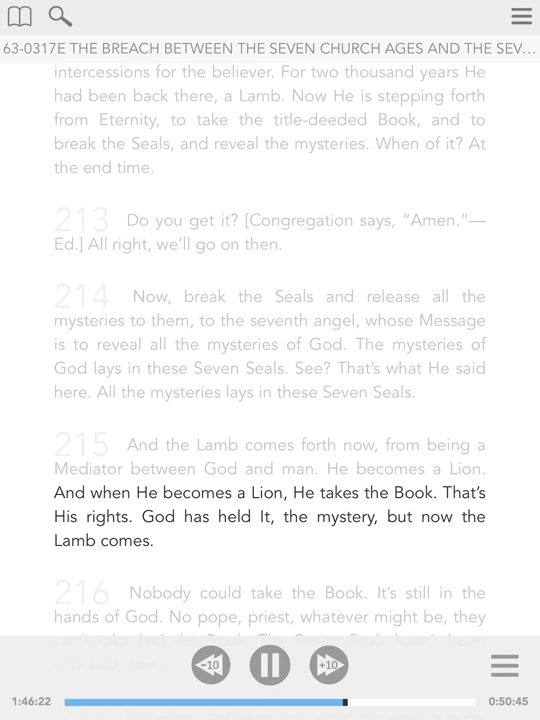 63-0317E THE BREACH BETWEEN THE SEVEN CHURCH AGES AND THE SEV...
intercessions for the believer. For two thousand years He
had been back there, a Lamb. Now He is stepping forth
from Eternity, to take the title-deeded Book, and to
break the Seals, and reveal the mysteries. When of it? At
the end time.
213 Do you get it? [Congregation says, “Amen.”—
Ed.] All right, we’ll go on then.
214 Now, break the Seals and release all the
mysteries to them, to the seventh angel, whose Message
is to reveal all the mysteries of God. The mysteries of
God lays in these Seven Seals. See? That’s what He said
here. All the mysteries lays in these Seven Seals.
215 And the Lamb comes forth now, from being a
Mediator between God and man. He becomes a Lion.
And when He becomes a Lion, He takes the Book. That’s
His rights. God has held It, the mystery, but now the
Lamb comes.
216 Nobody could take the Book. It’s still in the
hands of God. No pope, priest, whatever might be, they
-10
+10
1:46:22
0:50:45